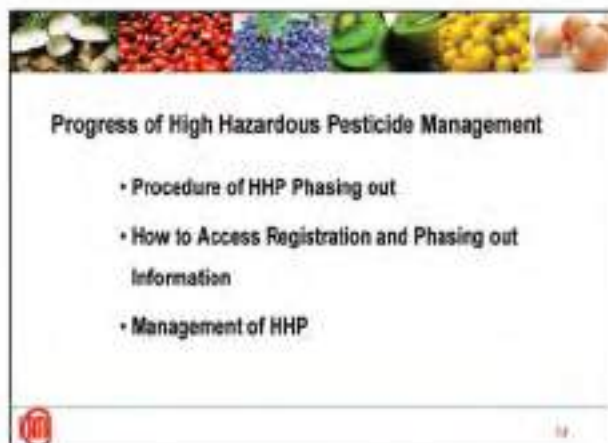 Progress of High Hazardous Pesticide Management
• Procedure of HHP Phasing out
• How to Access Registration and Phasing out
Information
• Management of HHP